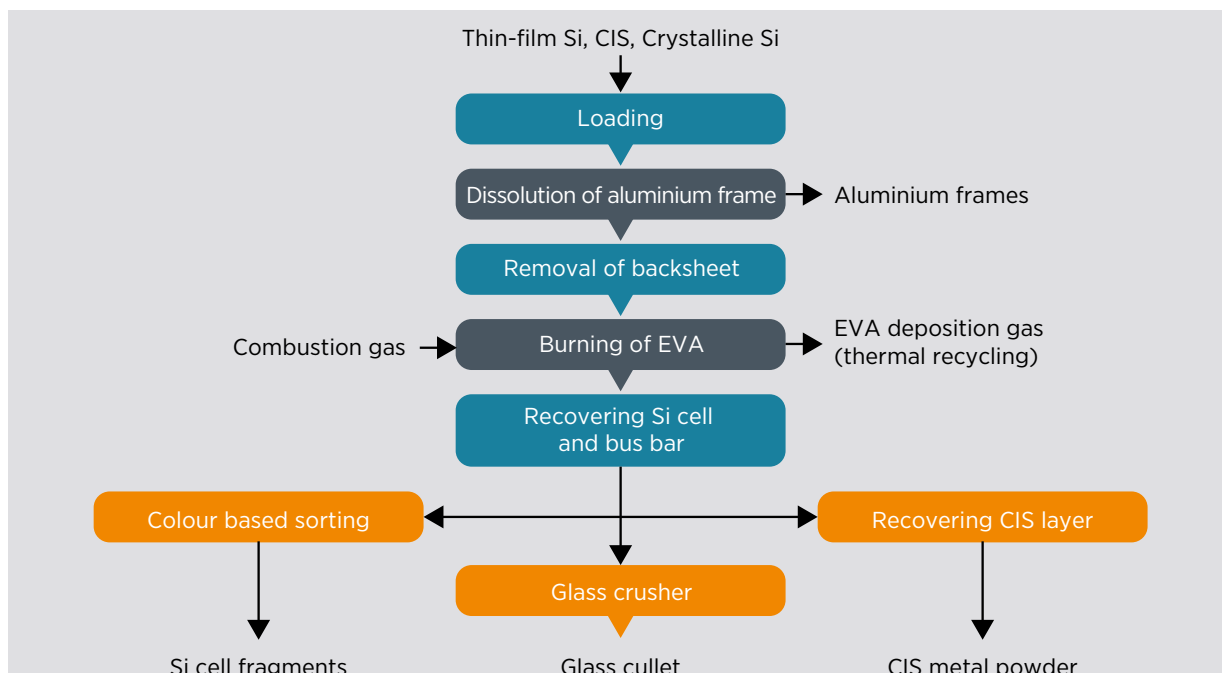 Thin-film Si, CIS, Crystalline Si
Loading
Dissolution of aluminium frame
Aluminium frames
Removal of backsheet
Combustion gas
Burning of EVA
EVA deposition gas
(thermal recycling)
Recovering Si cell
and bus bar
Colour based sorting
Recovering CIS layer
Glass crusher
Si cell fragments
Glass cullet
CIS metal powder